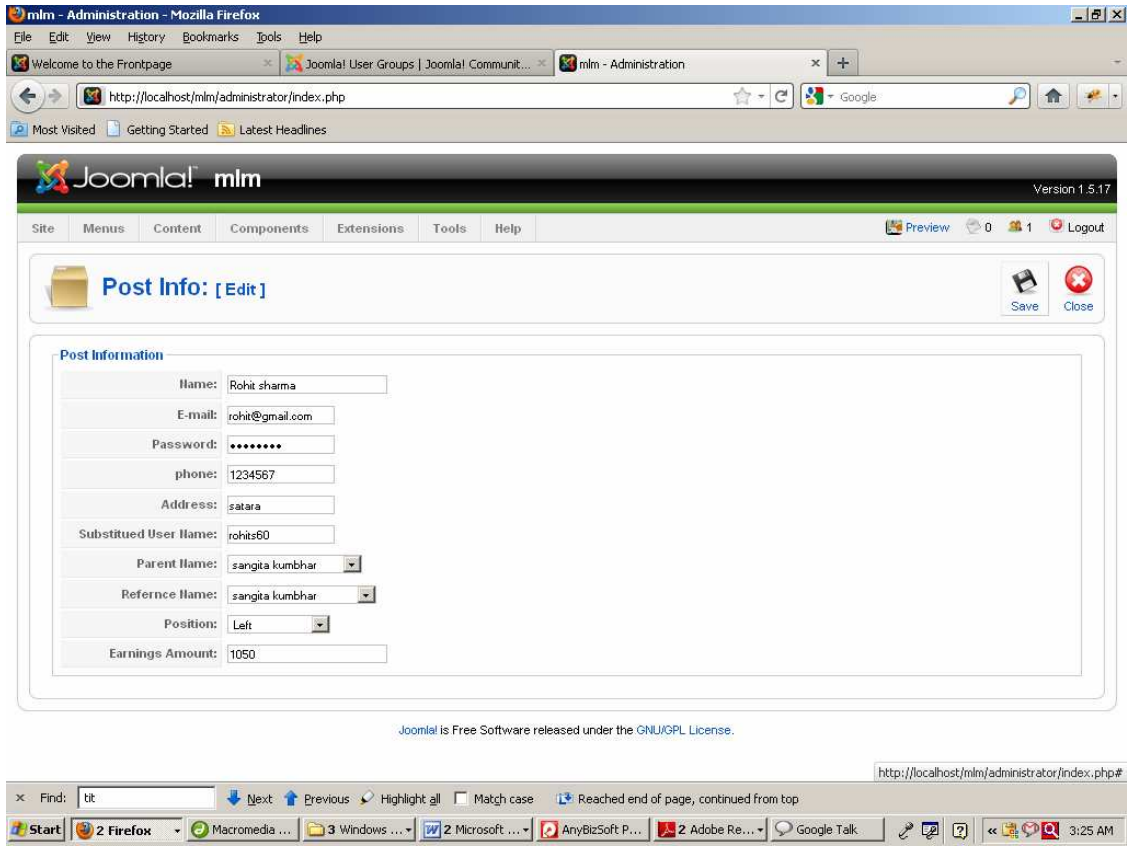 mlm - Administration - Mozilla Firefox
File Edit View History Bookmarks Tools Help
Welcome to the Frontpage
Joomla! User Groups | Joomla! Communit...
mlm - Administration
http://localhost/mlm/administrator/index.php
Google
Most Visited Getting Started Latest Headlines
Joomla! mlm
Version 1.5.17
Site Menus Content Components Extensions Tools Help
Preview 0 1 Logout
Post Info: [ Edit ]
Save Close
Post Information
Name: Rohit sharma
E-mail: rohit@gmail.com
Password: ••••••••
phone: 1234567
Address: satara
Substitued User Name: rohits60
Parent Name: sangita kumbhar
Refernce Name: sangita kumbhar
Position: Left
Earnings Amount: 1050
Joomla! is Free Software released under the GNU/GPL License.
http://localhost/mlm/administrator/index.php#
× Find: tit Next Previous Highlight all Match case Reached end of page, continued from top
Start 2 Firefox Macromedia ... 3 Windows ... 2 Microsoft ... AnyBizSoft P... 2 Adobe Re... Google Talk « 3:25 AM